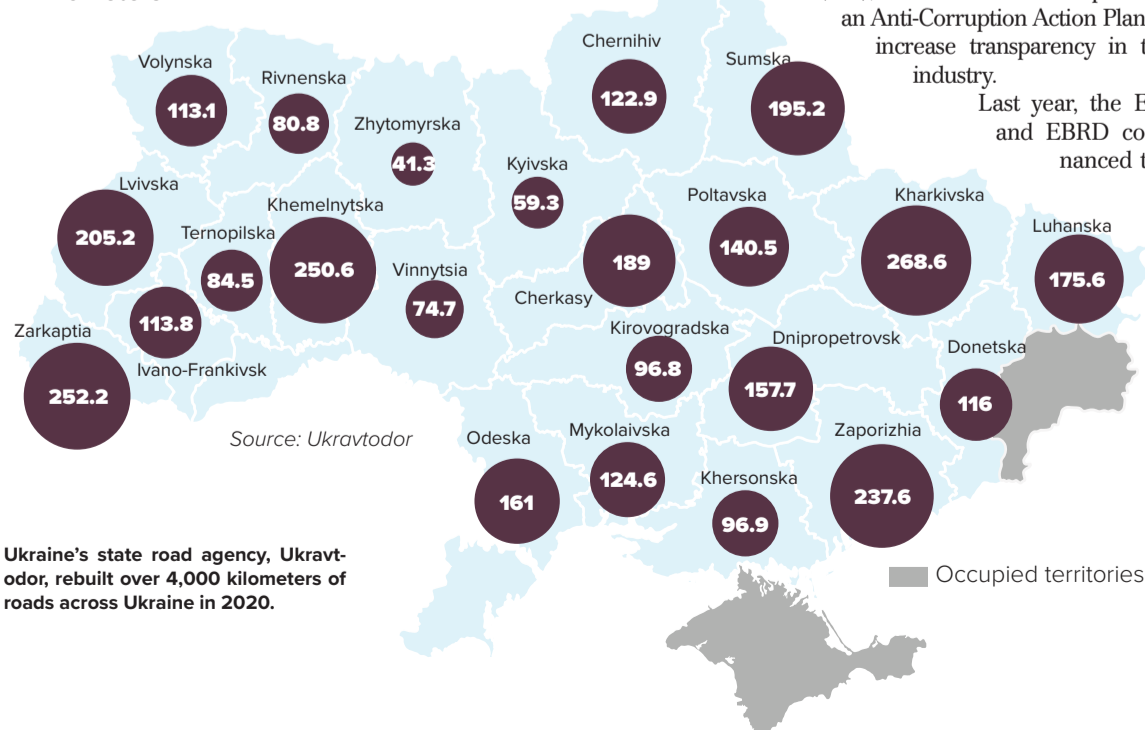 an Anti-Corruption Action Plan
increase transparency in
industry.
Last year, the
and EBRD
Chernihiv
122.9
Sumska
195.2
Volynska
113.1
Rivnenska
80.8
Zhytomyrska
41.3
Kyivska
59.3
Lvivska
205.2
Khemelnytska
250.6
Ternopilska
84.5
Vinnytsia
74.7
Poltavska
140.5
Kharkivska
268.6
Luhanska
175.6
189
Cherkasy
113.8
Ivano-Frankivsk
Zarkaptia
252.2
Kirovogradska
96.8
Dnipropetrovsk
157.7
Donetska
116
Source: Ukravtodor
Odeska
161
Mykolaivska
124.6
Khersonska
96.9
Zaporizhia
237.6
Ukraine's state road agency, Ukravt-
odor, rebuilt over 4,000 kilometers of
roads across Ukraine in 2020.
Occupied territories